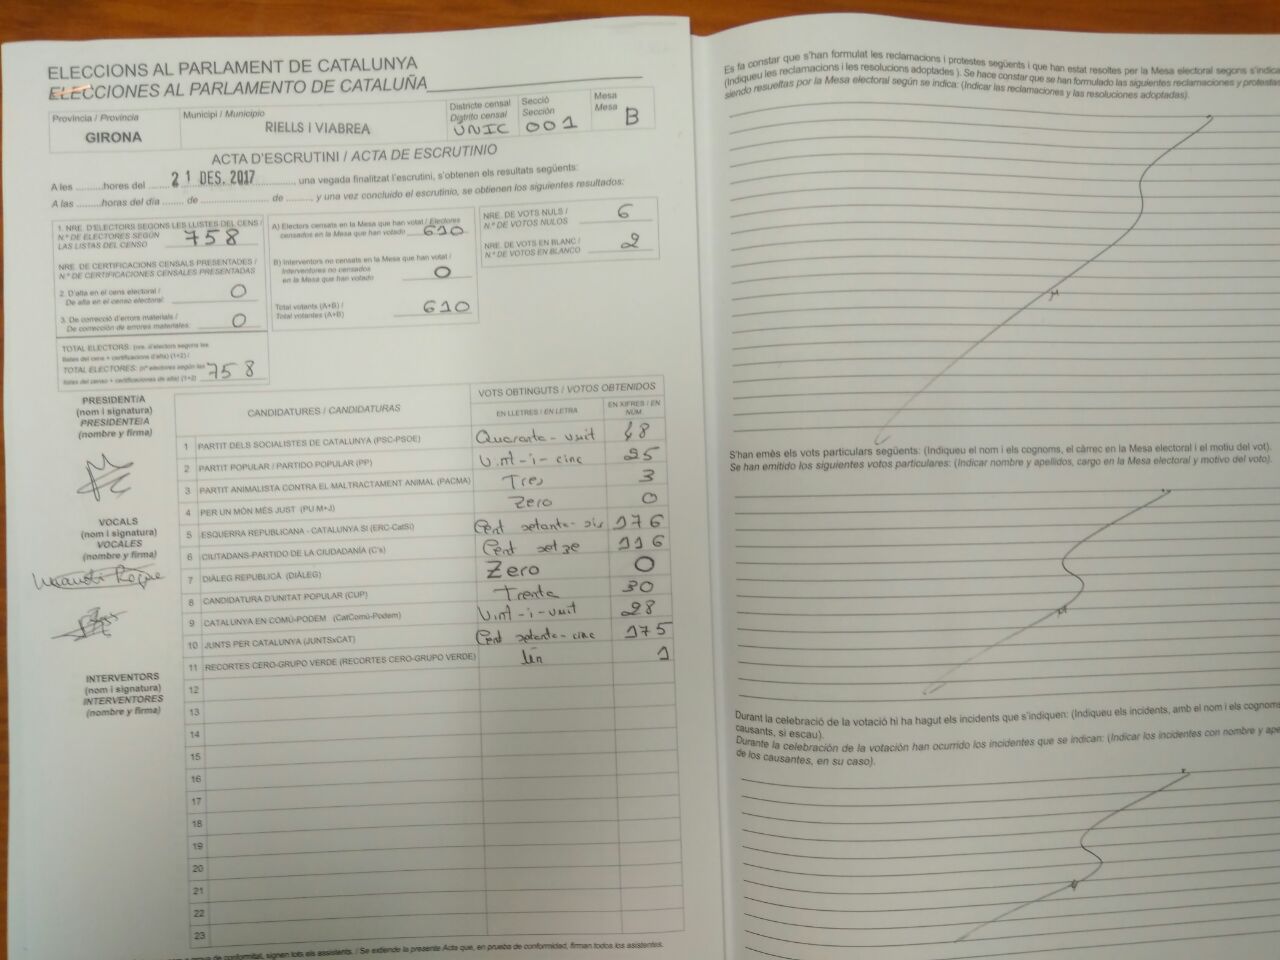 ELECCIONS AL PARLAMENT DE CATALUNYA
ELECCIONES AL PARLAMENTO DE CATALUÑA
Província / Provincia
GIRONA
Municipi / Municipio
RIELLS I VIABREA
Districte censal
Distrito censal
UNIC
Secció
Sección
001
Mesa
Mesa
B
ACTA D'ESCRUTINI / ACTA DE ESCRUTINIO
A les .........hores del ...... 21 DES. 2017 ............, una vegada finalitzat l'escrutini, s'obtenen els resultats següents:
A las .........horas del día ....... de ............................ de ........, y una vez concluido el escrutinio, se obtienen los siguientes resultados:
1. NRE. D'ELECTORS SEGONS LES LLISTES DEL CENS /
N.º DE ELECTORES SEGÚN
LAS LISTAS DEL CENSO 758
NRE. DE CERTIFICACIONS CENSALS PRESENTADES /
N.º DE CERTIFICACIONES CENSALES PRESENTADAS
2. D'alta en el cens electoral /
De alta en el censo electoral: 0
3. De correcció d'errors materials /
De corrección de errores materiales: 0
TOTAL ELECTORS: (nre. d'electors segons les
llistes del cens + certificacions d'alta) (1+2) /
TOTAL ELECTORES: (nº electores según las
listas del censo + certificaciones de alta) (1+2) 758
A) Electors censats en la Mesa que han votat / Electores
censados en la Mesa que han votado 610
B) Interventors no censats en la Mesa que han votat /
Interventores no censados
en la Mesa que han votado 0
Total votants (A+B) /
Total votantes (A+B) 610
NRE. DE VOTS NULS /
N.º DE VOTOS NULOS 6
NRE. DE VOTS EN BLANC /
N.º DE VOTOS EN BLANCO 2
PRESIDENT/A
(nom i signatura)
PRESIDENTE/A
(nombre y firma)
VOCALS
(nom i signatura)
VOCALES
(nombre y firma)
INTERVENTORS
(nom i signatura)
INTERVENTORES
(nombre y firma)
CANDIDATURES / CANDIDATURAS
VOTS OBTINGUTS / VOTOS OBTENIDOS
EN LLETRES / EN LETRA
EN XIFRES / EN NÚM.
1 PARTIT DELS SOCIALISTES DE CATALUNYA (PSC-PSOE) Quaranta-vuit 48
2 PARTIT POPULAR / PARTIDO POPULAR (PP) Vint-i-cinc 25
3 PARTIT ANIMALISTA CONTRA EL MALTRACTAMENT ANIMAL (PACMA) Tres 3
4 PER UN MÓN MÉS JUST (PU M+J) Zero 0
5 ESQUERRA REPUBLICANA - CATALUNYA SÍ (ERC-CatSí) Cent setanta-sis 176
6 CIUTADANS-PARTIDO DE LA CIUDADANÍA (C's) Cent setze 116
7 DIÀLEG REPUBLICÀ (DIÀLEG) Zero 0
8 CANDIDATURA D'UNITAT POPULAR (CUP) Trenta 30
9 CATALUNYA EN COMÚ-PODEM (CatComú-Podem) Vint-i-vuit 28
10 JUNTS PER CATALUNYA (JUNTSxCAT) Cent setanta-cinc 175
11 RECORTES CERO-GRUPO VERDE (RECORTES CERO-GRUPO VERDE) Un 1
12
13
14
15
16
17
18
19
20
21
22
23
conformitat, signen tots els assistents. / Se extiende la presente Acta que, en prueba de conformidad, firman todos los asistentes.
Es fa constar que s'han formulat les reclamacions i protestes següents i que han estat resoltes per la Mesa electoral segons s'indica
(Indiqueu les reclamacions i les resolucions adoptades ). Se hace constar que se han formulado las siguientes reclamaciones y protestas
siendo resueltas por la Mesa electoral según se indica: (Indicar las reclamaciones y las resoluciones adoptadas).
S'han emès els vots particulars següents: (Indiqueu el nom i els cognoms, el càrrec en la Mesa electoral i el motiu del vot).
Se han emitido los siguientes votos particulares: (Indicar nombre y apellidos, cargo en la Mesa electoral y motivo del voto).
Durant la celebració de la votació hi ha hagut els incidents que s'indiquen: (Indiqueu els incidents, amb el nom i els cognoms
causants, si escau).
Durante la celebración de la votación han ocurrido los incidentes que se indican: (Indicar los incidentes con nombre y ape
de los causantes, en su caso).